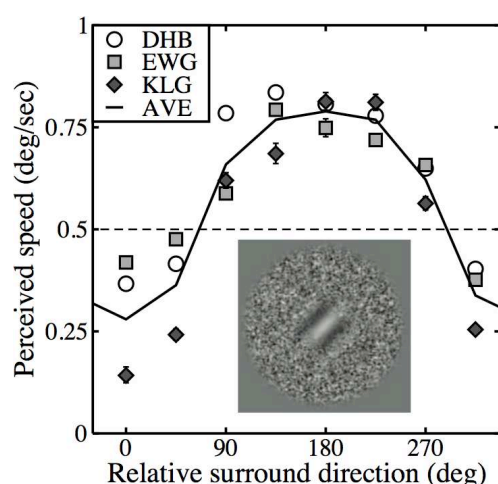 DHB
EWG
KLG
AVE
1
0.75
0.5
0.25
0
Perceived speed (deg/sec)
0 90 180 270
Relative surround direction (deg)